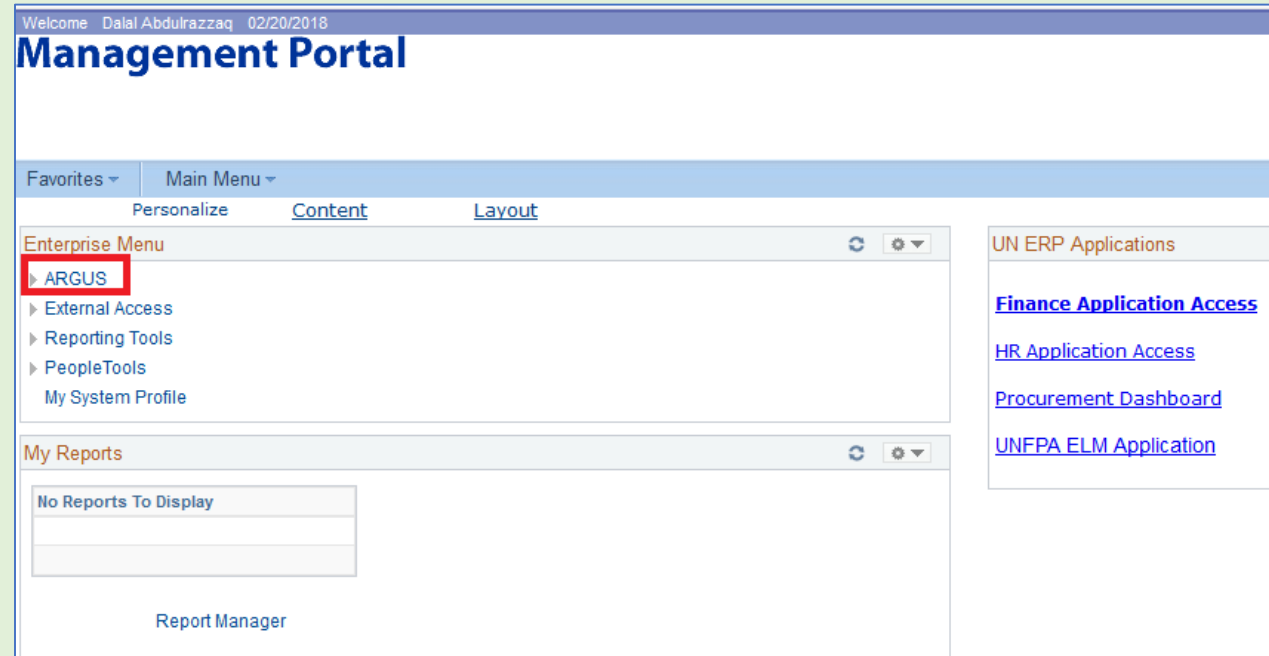 Welcome Dalal Abdulrazzaq 02/20/2018
Management Portal
Favorites Main Menu
Personalize Content Layout
Enterprise Menu
ARGUS
External Access
Reporting Tools
PeopleTools
My System Profile
My Reports
No Reports To Display
Report Manager
UN ERP Applications
Finance Application Access
HR Application Access
Procurement Dashboard
UNFPA ELM Application